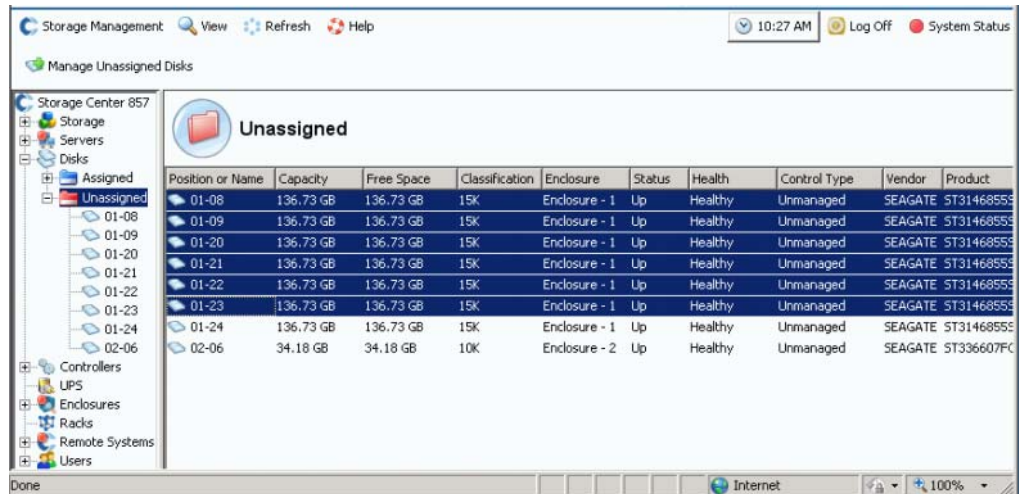 Storage Management View Refresh Help 10:27 AM Log Off System Status
Manage Unassigned Disks
Storage Center 857
Storage
Servers
Disks
Assigned
Unassigned
01-08
01-09
01-20
01-21
01-22
01-23
01-24
02-06
Controllers
UPS
Enclosures
Racks
Remote Systems
Users
Unassigned
Position or Name Capacity Free Space Classification Enclosure Status Health Control Type Vendor Product
01-08 136.73 GB 136.73 GB 15K Enclosure - 1 Up Healthy Unmanaged SEAGATE ST3146855S
01-09 136.73 GB 136.73 GB 15K Enclosure - 1 Up Healthy Unmanaged SEAGATE ST3146855S
01-20 136.73 GB 136.73 GB 15K Enclosure - 1 Up Healthy Unmanaged SEAGATE ST3146855S
01-21 136.73 GB 136.73 GB 15K Enclosure - 1 Up Healthy Unmanaged SEAGATE ST3146855S
01-22 136.73 GB 136.73 GB 15K Enclosure - 1 Up Healthy Unmanaged SEAGATE ST3146855S
01-23 136.73 GB 136.73 GB 15K Enclosure - 1 Up Healthy Unmanaged SEAGATE ST3146855S
01-24 136.73 GB 136.73 GB 15K Enclosure - 1 Up Healthy Unmanaged SEAGATE ST3146855S
02-06 34.18 GB 34.18 GB 10K Enclosure - 2 Up Healthy Unmanaged SEAGATE ST336607FC
Done Internet 100%